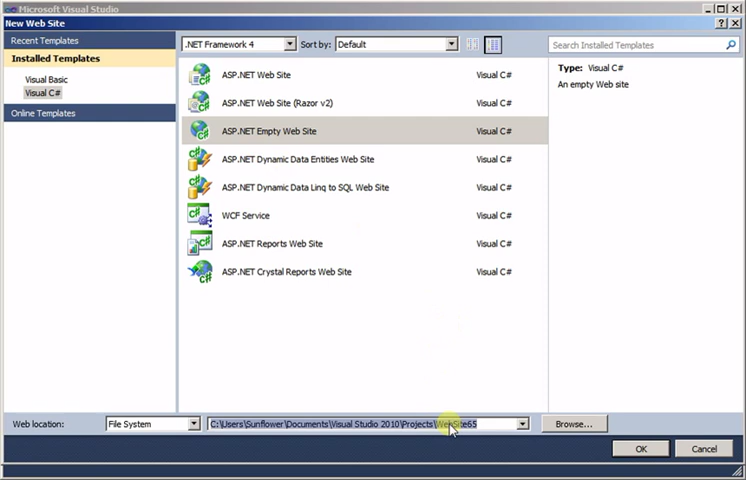 Microsoft Visual Studio
New Web Site
Recent Templates
.NET Framework 4
Sort by:
Default
Search Installed Templates
Installed Templates
Visual Basic
Visual C#
Online Templates
ASP.NET Web Site Visual C#
ASP.NET Web Site (Razor v2) Visual C#
ASP.NET Empty Web Site Visual C#
ASP.NET Dynamic Data Entities Web Site Visual C#
ASP.NET Dynamic Data Linq to SQL Web Site Visual C#
WCF Service Visual C#
ASP.NET Reports Web Site Visual C#
ASP.NET Crystal Reports Web Site Visual C#
Type: Visual C#
An empty Web site
Web location:
File System
C:\Users\Sunflower\Documents\Visual Studio 2010\Projects\WebSite65
Browse...
OK
Cancel